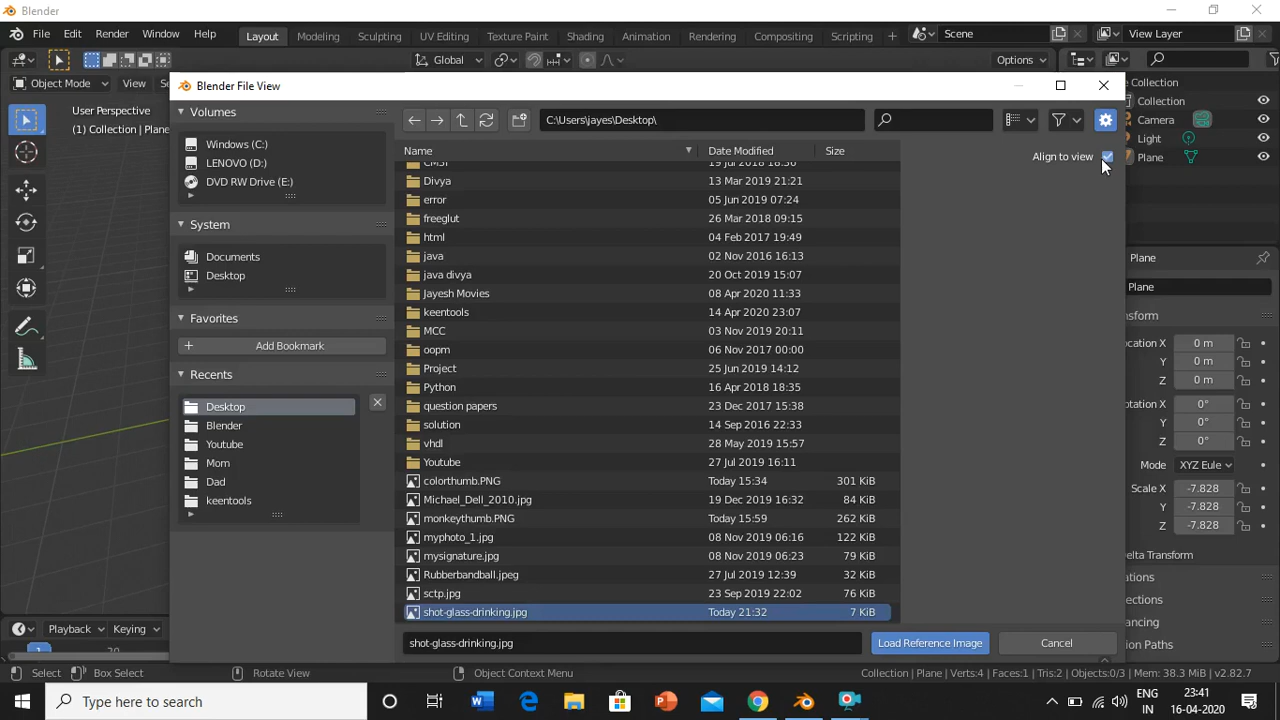 Blender
File Edit Render Window Help Layout Modeling Sculpting UV Editing Texture Paint Shading Animation Rendering Compositing Scripting + Scene View Layer
Global Options
Object Mode View
User Perspective
(1) Collection | Plane
Blender File View
Volumes
Windows (C:)
LENOVO (D:)
DVD RW Drive (E:)
System
Documents
Desktop
Favorites
Add Bookmark
Recents
Desktop
Blender
Youtube
Mom
Dad
keentools
C:\Users\jayes\Desktop\
Name Date Modified Size
Divya 13 Mar 2019 21:21
error 05 Jun 2019 07:24
freeglut 26 Mar 2018 09:15
html 04 Feb 2017 19:49
java 02 Nov 2016 16:13
java divya 20 Oct 2019 15:07
Jayesh Movies 08 Apr 2020 11:33
keentools 14 Apr 2020 23:07
MCC 03 Nov 2019 20:11
oopm 06 Nov 2017 00:00
Project 25 Jun 2019 14:12
Python 16 Apr 2018 18:35
question papers 23 Dec 2017 15:38
solution 14 Sep 2016 22:33
vhdl 28 May 2019 15:57
Youtube 27 Jul 2019 16:11
colorthumb.PNG Today 15:34 301 KiB
Michael_Dell_2010.jpg 19 Dec 2019 16:32 84 KiB
monkeythumb.PNG Today 15:59 262 KiB
myphoto_1.jpg 08 Nov 2019 06:16 122 KiB
mysignature.jpg 08 Nov 2019 06:23 79 KiB
Rubberbandball.jpeg 27 Jul 2019 12:39 32 KiB
sctp.jpg 23 Sep 2019 22:02 76 KiB
shot-glass-drinking.jpg Today 21:32 7 KiB
shot-glass-drinking.jpg Load Reference Image Cancel
Align to view
e Collection
Collection
Camera
Light
Plane
Plane
Plane
ransform
ocation X 0 m
Y 0 m
Z 0 m
otation X 0°
Y 0°
Z 0°
Mode XYZ Eule
Scale X -7.828
Y -7.828
Z -7.828
Delta Transform
ations
ections
ancing
tion Paths
Playback Keying 1 20
Select Box Select Rotate View Object Context Menu Collection | Plane | Verts:4 | Faces:1 | Tris:2 | Objects:0/3 | Mem: 38.3 MiB | v2.82.7
Type here to search ENG 23:41
IN 16-04-2020